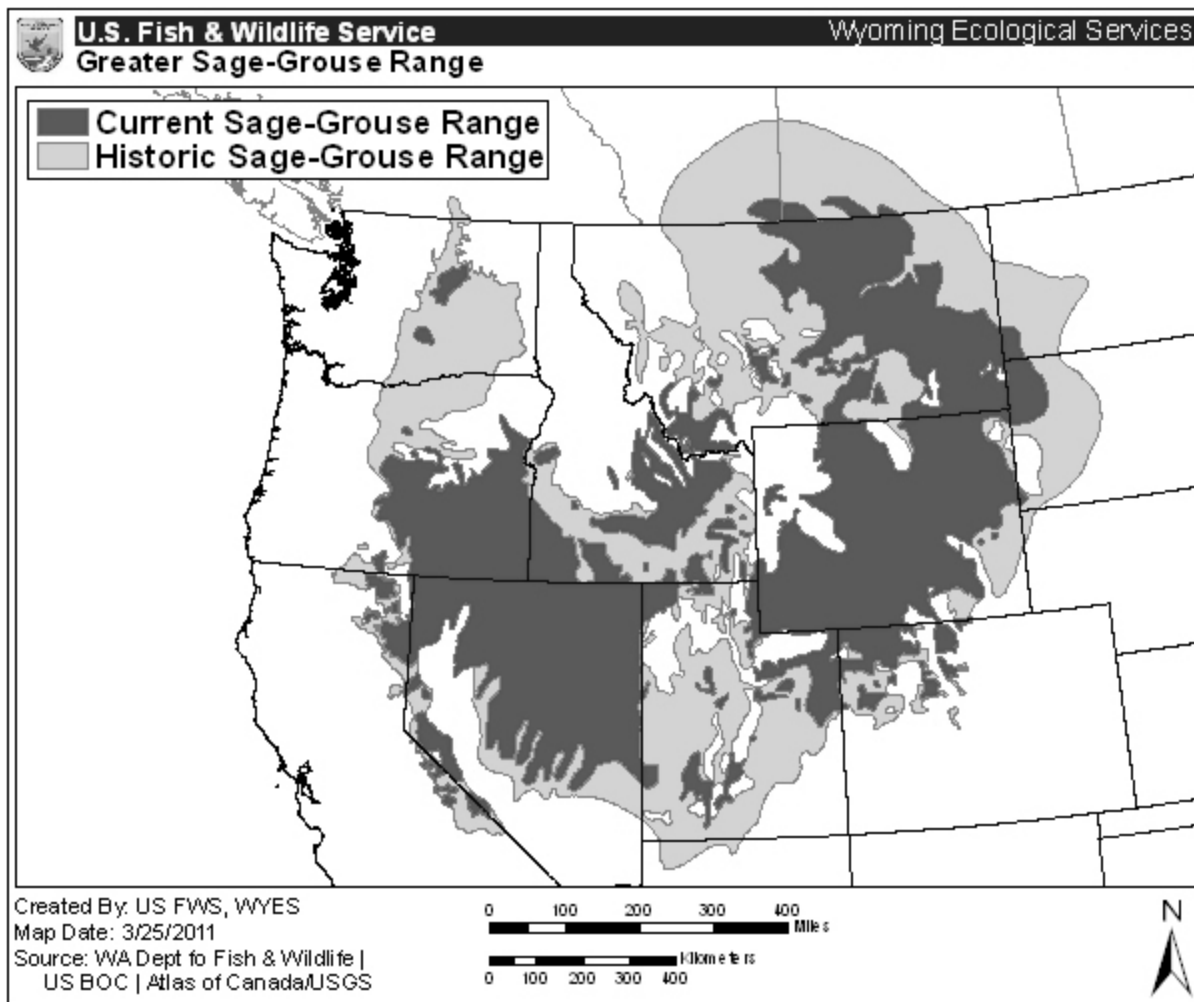 U.S. Fish & Wildlife Service
Wyoming Ecological Services
Greater Sage-Grouse Range
Current Sage-Grouse Range
Historic Sage-Grouse Range
Created By: US FWS, WYES
Map Date: 3/25/2011
Source: WA Dept fo Fish & Wildlife |
US BOC | Atlas of Canada/USGS
0 100 200 300 400
Miles
Kilometers
0 100 200 300 400
N